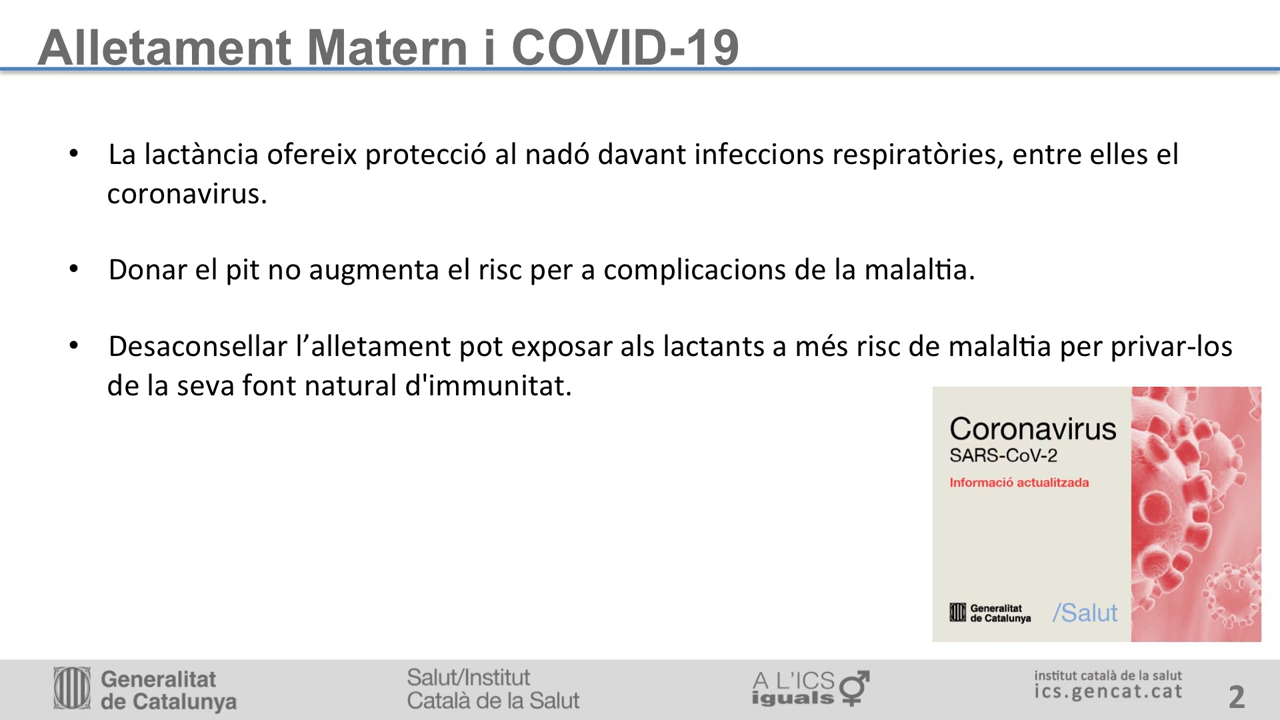 Alletament Matern i COVID-19
• La lactància ofereix protecció al nadó davant infeccions respiratòries, entre elles el
coronavirus.
• Donar el pit no augmenta el risc per a complicacions de la malaltia.
• Desaconsellar l’alletament pot exposar als lactants a més risc de malaltia per privar-los
de la seva font natural d'immunitat.
Coronavirus
SARS-CoV-2
Informació actualitzada
Generalitat
de Catalunya
/Salut
Generalitat
de Catalunya
Salut/Institut
Català de la Salut
A L'ICS
iguals
institut català de la salut
ics.gencat.cat
2